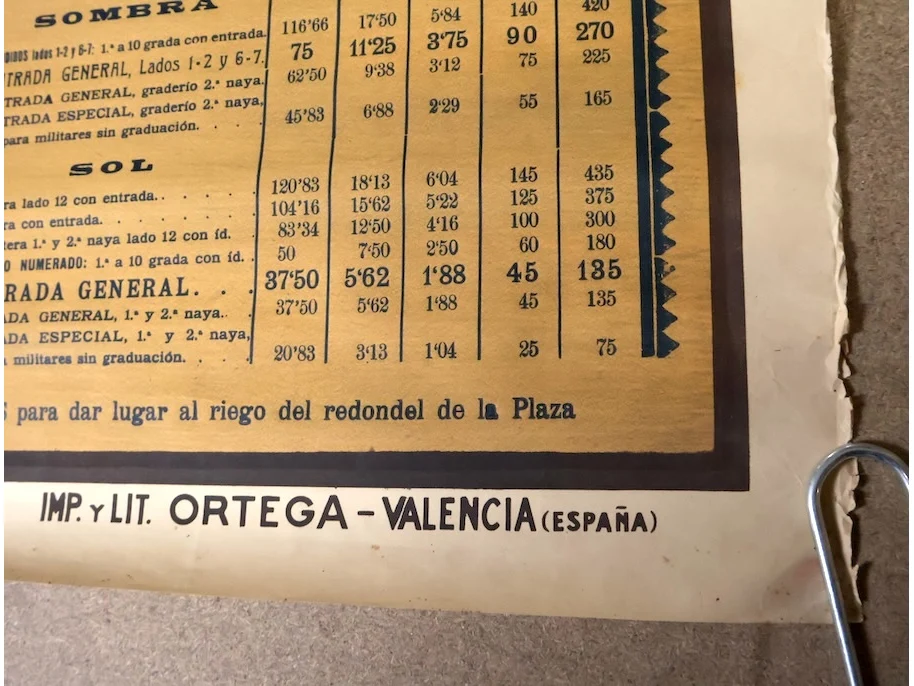 SOMBRA 116'66 17'50 5'84 140 420
lados 1-2 y 6-7: 1.ª a 10 grada con entrada. 75 11'25 3'75 90 270
TRADA GENERAL, Lados 1-2 y 6-7. 62'50 9'38 3'12 75 225
TRADA GENERAL, graderío 2.ª naya.
TRADA ESPECIAL, graderío 2.ª naya, 45'83 6'88 2'29 55 165
para militares sin graduación. . . .
SOL
ra lado 12 con entrada. . . . . . 120'83 18'13 6'04 145 435
ra con entrada. . . . . . . . 104'16 15'62 5'22 125 375
tera 1.ª y 2.ª naya lado 12 con íd. . 83'34 12'50 4'16 100 300
O NUMERADO: 1.ª a 10 grada con íd. . 50 7'50 2'50 60 180
RADA GENERAL. . . 37'50 5'62 1'88 45 135
ADA GENERAL, 1.ª y 2.ª naya. . 37'50 5'62 1'88 45 135
ADA ESPECIAL, 1.ª y 2.ª naya,
militares sin graduación. . . . 20'83 3'13 1'04 25 75
para dar lugar al riego del redondel de la Plaza
IMP. Y LIT. ORTEGA - VALENCIA (ESPAÑA)